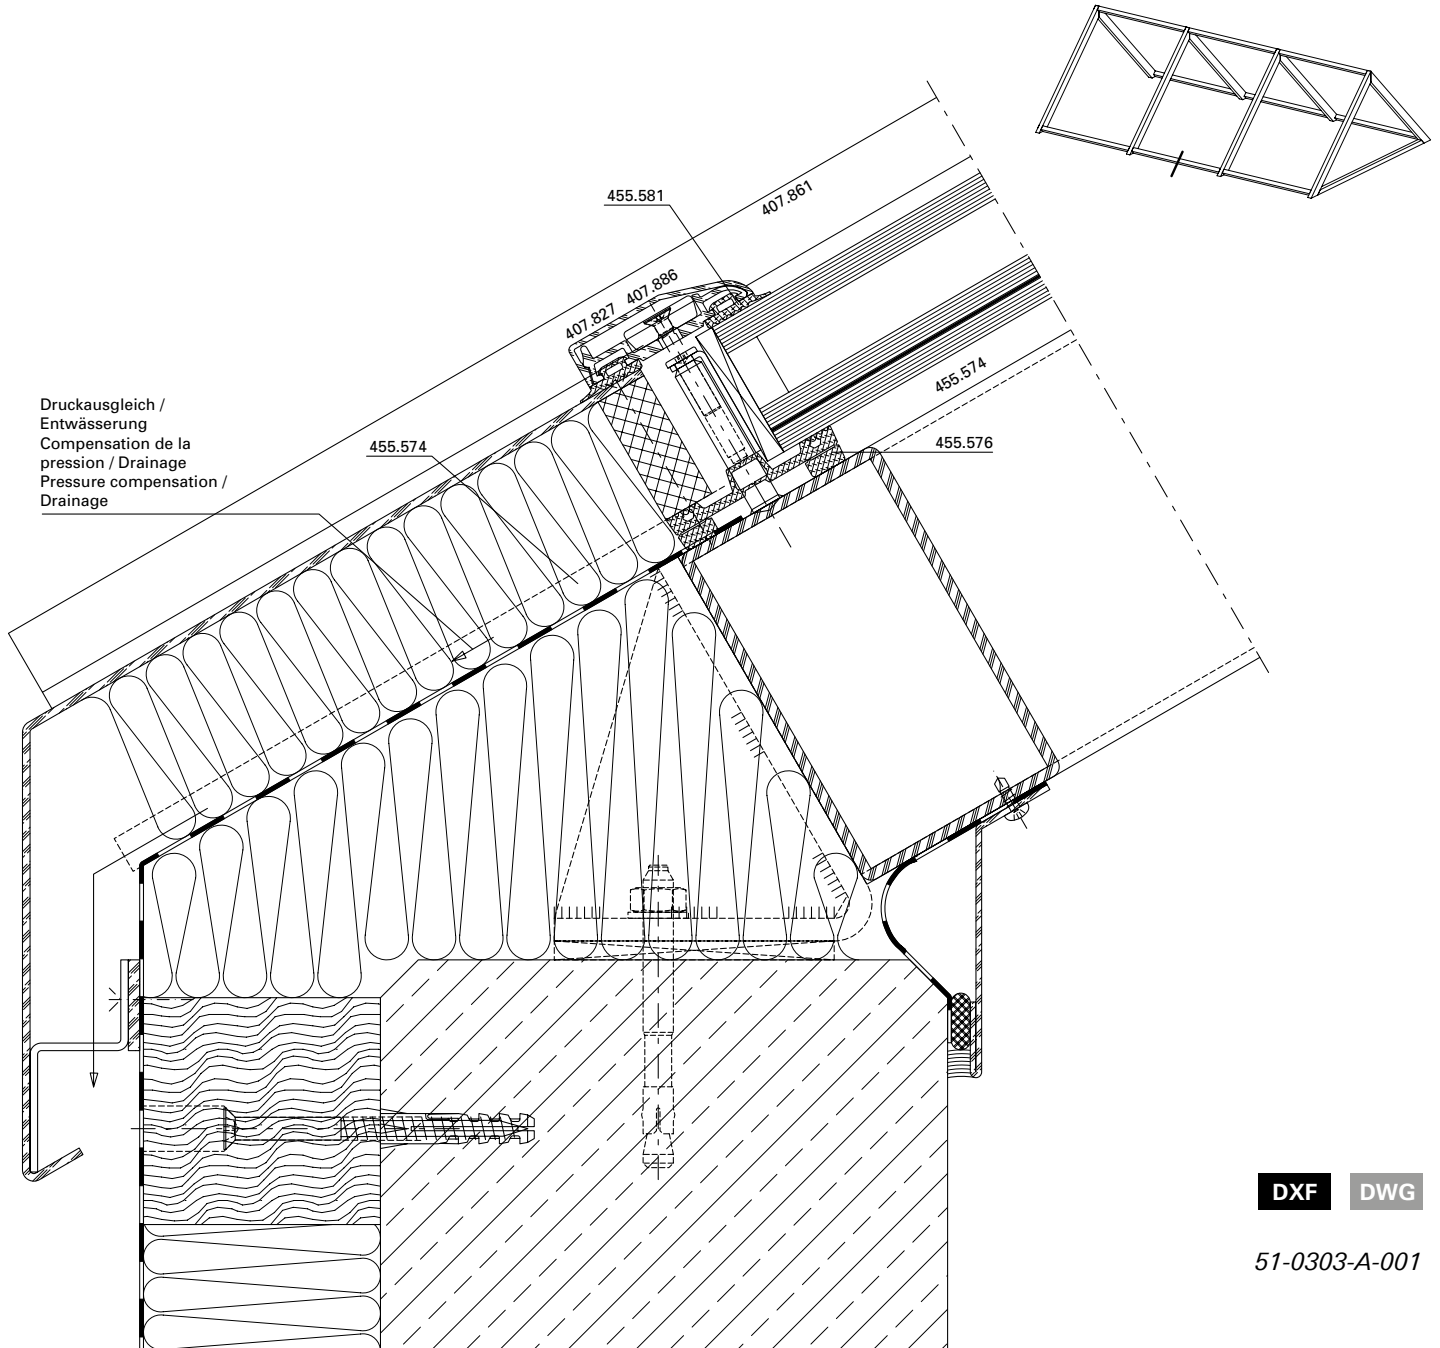 455.581
407.861
407.886
407.827
455.574
Druckausgleich /
Entwässerung
Compensation de la
pression / Drainage
Pressure compensation /
Drainage
455.574
455.576
DXF
DWG
51-0303-A-001